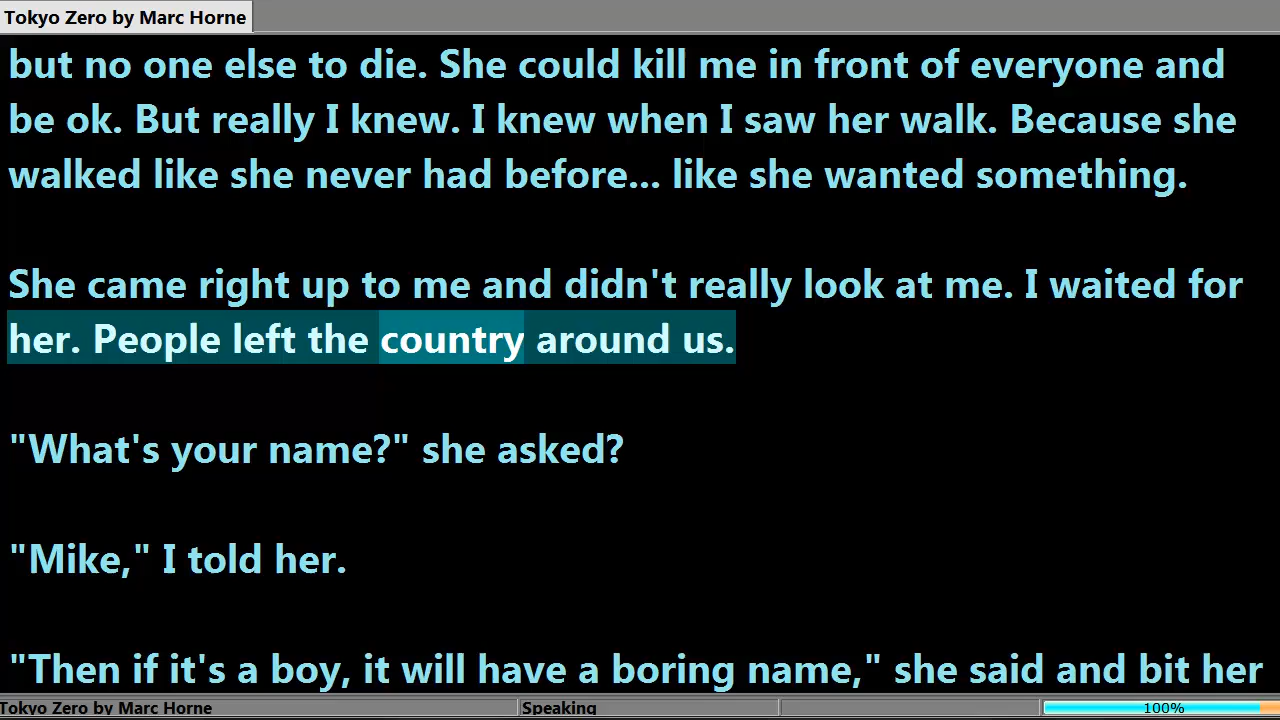 Tokyo Zero by Marc Horne
but no one else to die. She could kill me in front of everyone and
be ok. But really I knew. I knew when I saw her walk. Because she
walked like she never had before... like she wanted something.
She came right up to me and didn't really look at me. I waited for
her. People left the country around us.
"What's your name?" she asked?
"Mike," I told her.
"Then if it's a boy, it will have a boring name," she said and bit her
Tokyo Zero by Marc Horne
Speaking
100%